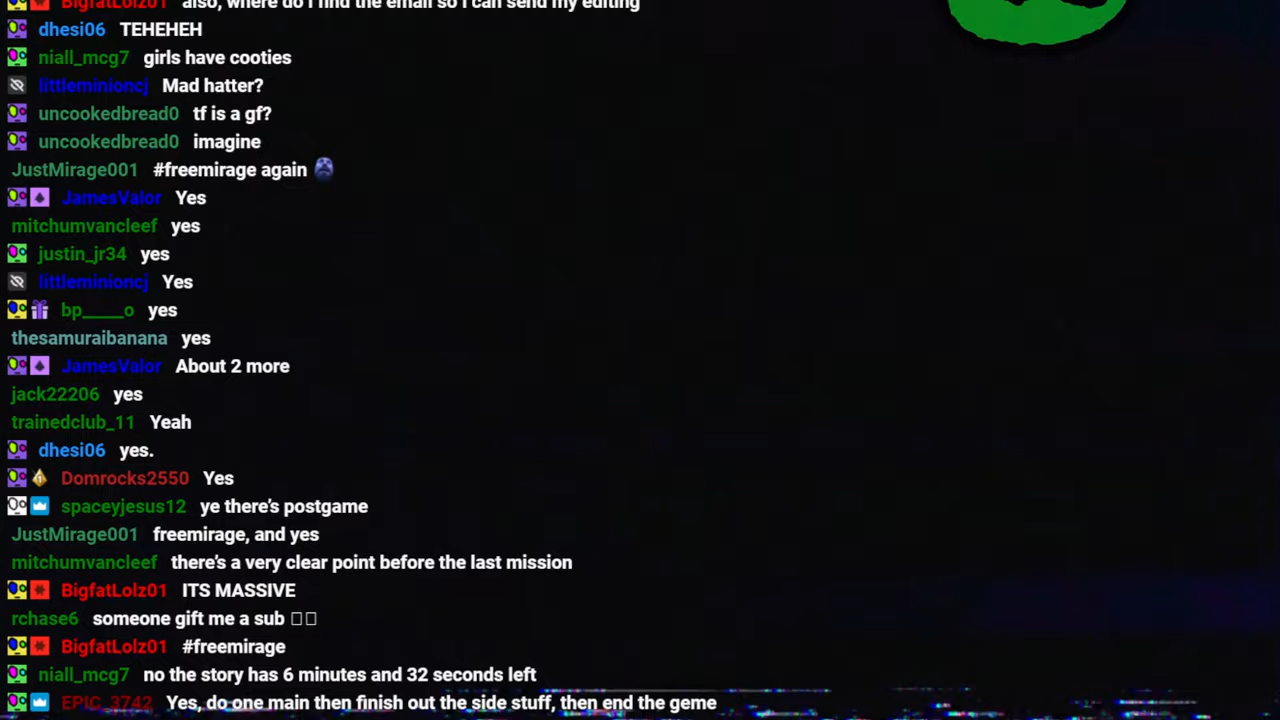 BigfatLolz01 also, where do I find the email so I can send my editing
dhesi06 TEHEHEH
niall_mcg7 girls have cooties
littleminioncj Mad hatter?
uncookedbread0 tf is a gf?
uncookedbread0 imagine
JustMirage001 #freemirage again
JamesValor Yes
mitchumvancleef yes
justin_jr34 yes
littleminioncj Yes
bp_____o yes
thesamuraibanana yes
JamesValor About 2 more
jack22206 yes
trainedclub_11 Yeah
dhesi06 yes.
Domrocks2550 Yes
spaceyjesus12 ye there’s postgame
JustMirage001 freemirage, and yes
mitchumvancleef there’s a very clear point before the last mission
BigfatLolz01 ITS MASSIVE
rchase6 someone gift me a sub
BigfatLolz01 #freemirage
niall_mcg7 no the story has 6 minutes and 32 seconds left
EPIC_3742 Yes, do one main then finish out the side stuff, then end the geme